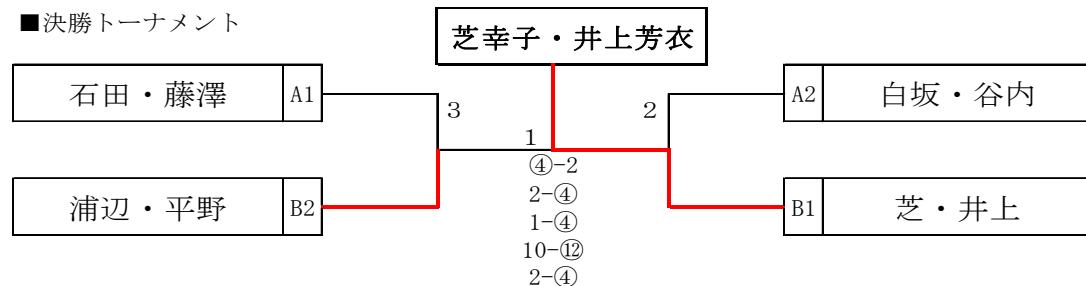 ■決勝トーナメント
芝幸子・井上芳衣
石田・藤澤 A1
A2 白坂・谷内
3
2
1
④-2
2-④
1-④
10-⑫
2-④
浦辺・平野 B2
B1 芝・井上